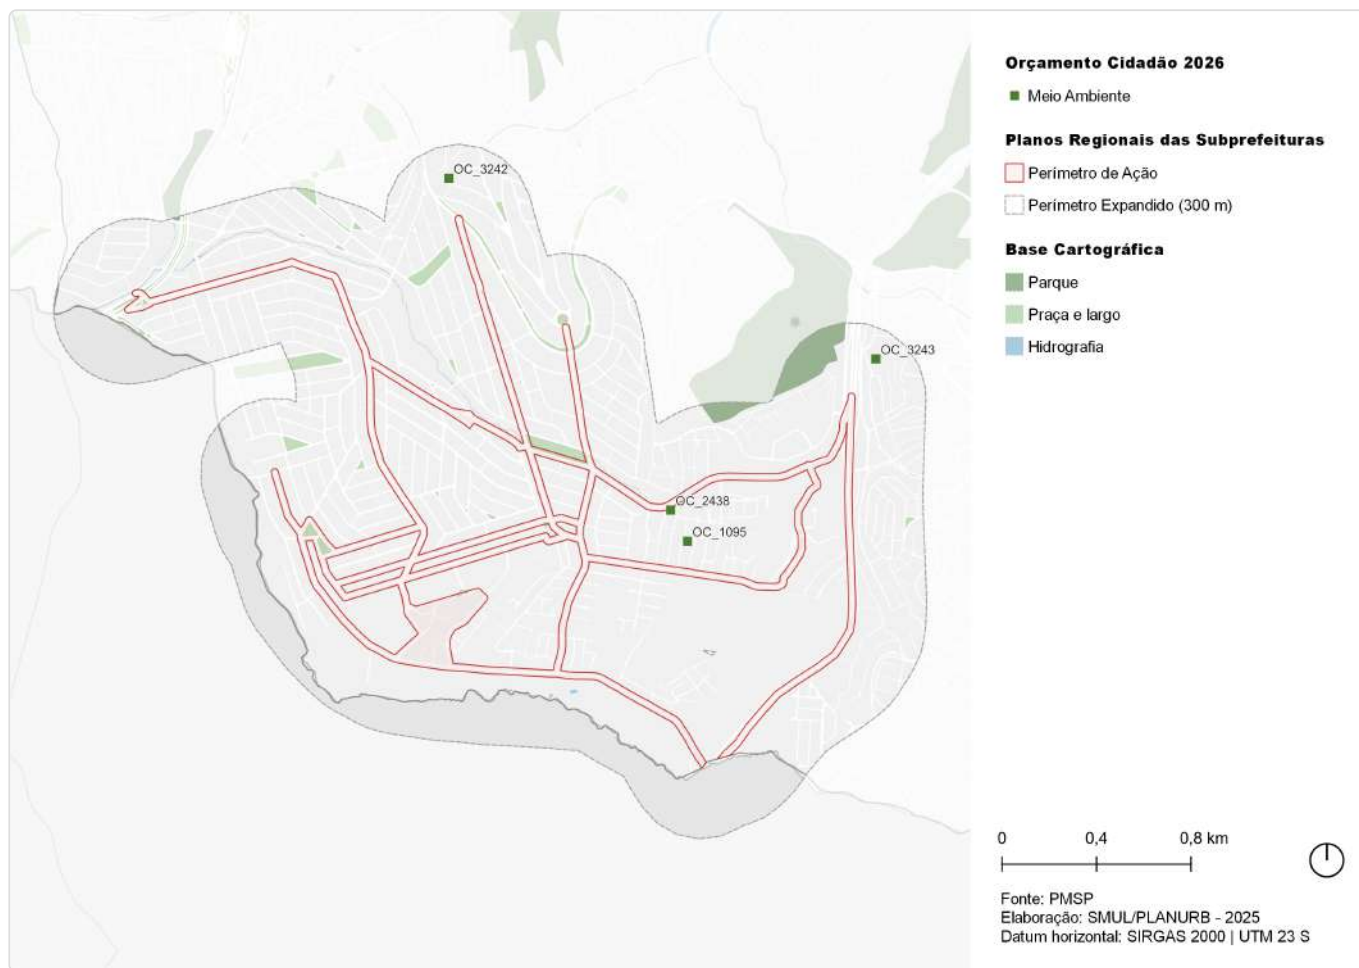 OC_3242
OC_3243
OC_2438
OC_1095
Orçamento Cidadão 2026
Meio Ambiente
Planos Regionais das Subprefeituras
Perímetro de Ação
Perímetro Expandido (300 m)
Base Cartográfica
Parque
Praça e largo
Hidrografia
0 0,4 0,8 km
Fonte: PMSP
Elaboração: SMUL/PLANURB - 2025
Datum horizontal: SIRGAS 2000 | UTM 23 S